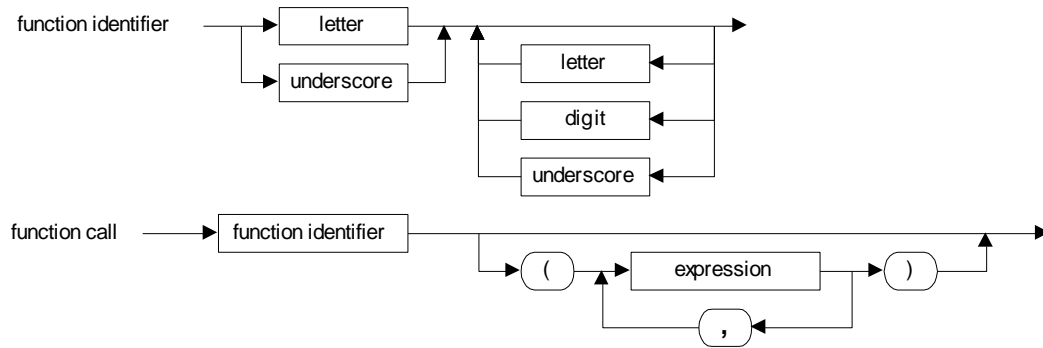 function identifier
letter
underscore
letter
digit
underscore
function call
function identifier
(
expression
)
,